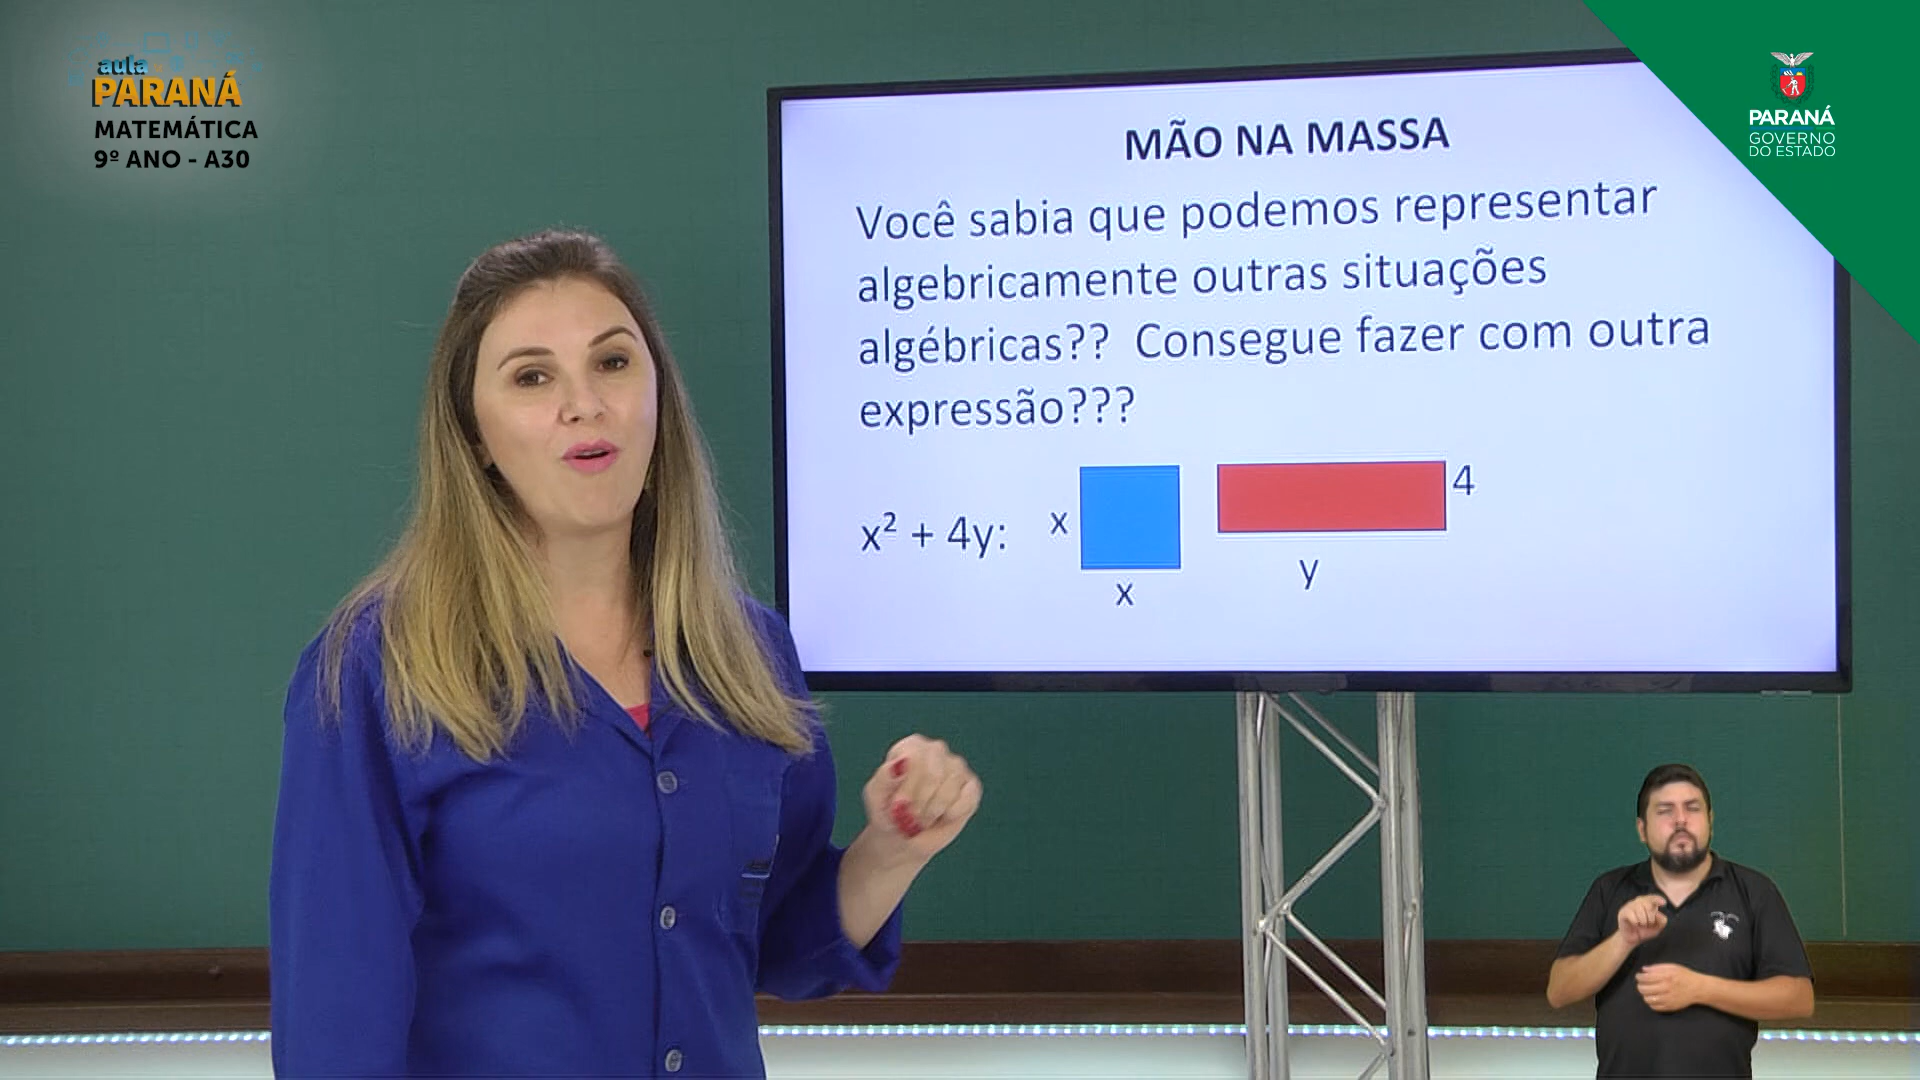 aula
PARANÁ
MATEMÁTICA
9º ANO - A30
PARANÁ
GOVERNO
DO ESTADO
MÃO NA MASSA
Você sabia que podemos representar
algebricamente outras situações
algébricas?? Consegue fazer com outra
expressão???
x² + 4y:
x
x
4
y